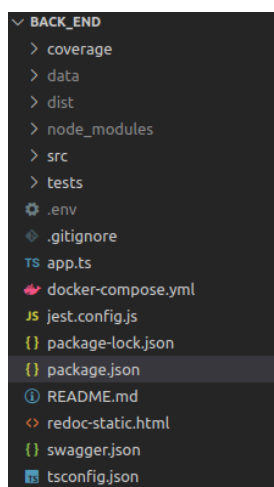 BACK_END
coverage
data
dist
node_modules
src
tests
.env
.gitignore
TS app.ts
docker-compose.yml
JS jest.config.js
{} package-lock.json
{} package.json
README.md
<> redoc-static.html
{} swagger.json
TS tsconfig.json